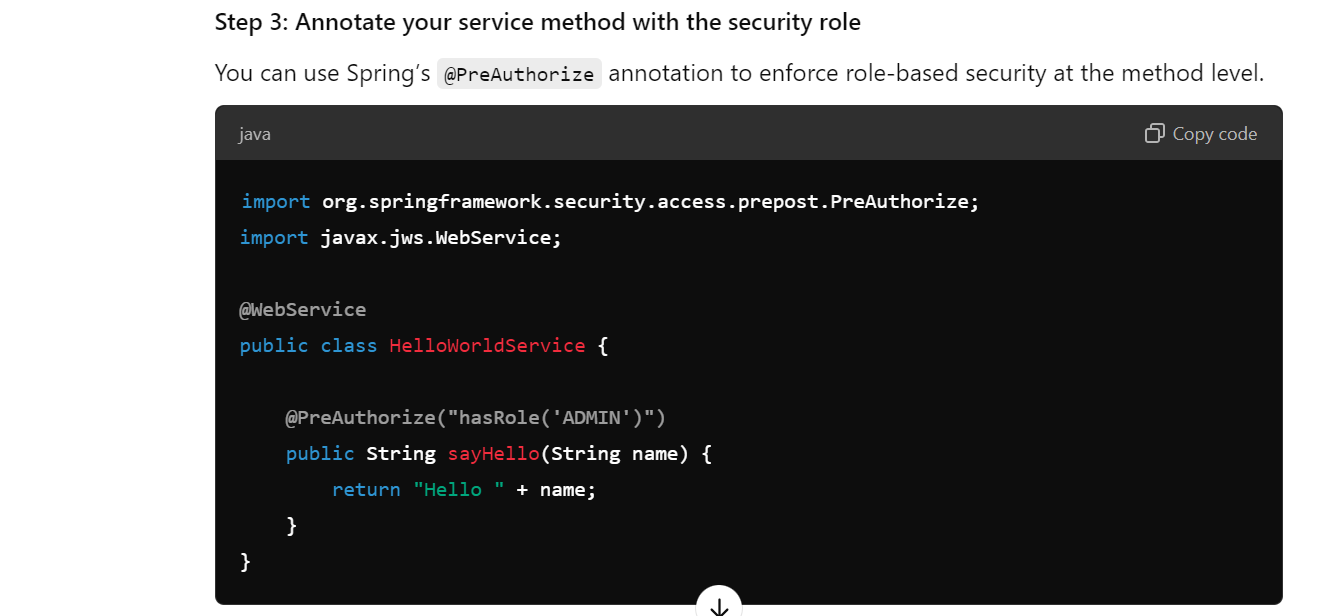 Step 3: Annotate your service method with the security role
You can use Spring’s @PreAuthorize annotation to enforce role-based security at the method level.
java
Copy code
import org.springframework.security.access.prepost.PreAuthorize;
import javax.jws.WebService;
@WebService
public class HelloWorldService {
@PreAuthorize("hasRole('ADMIN')")
public String sayHello(String name) {
return "Hello " + name;
}
}